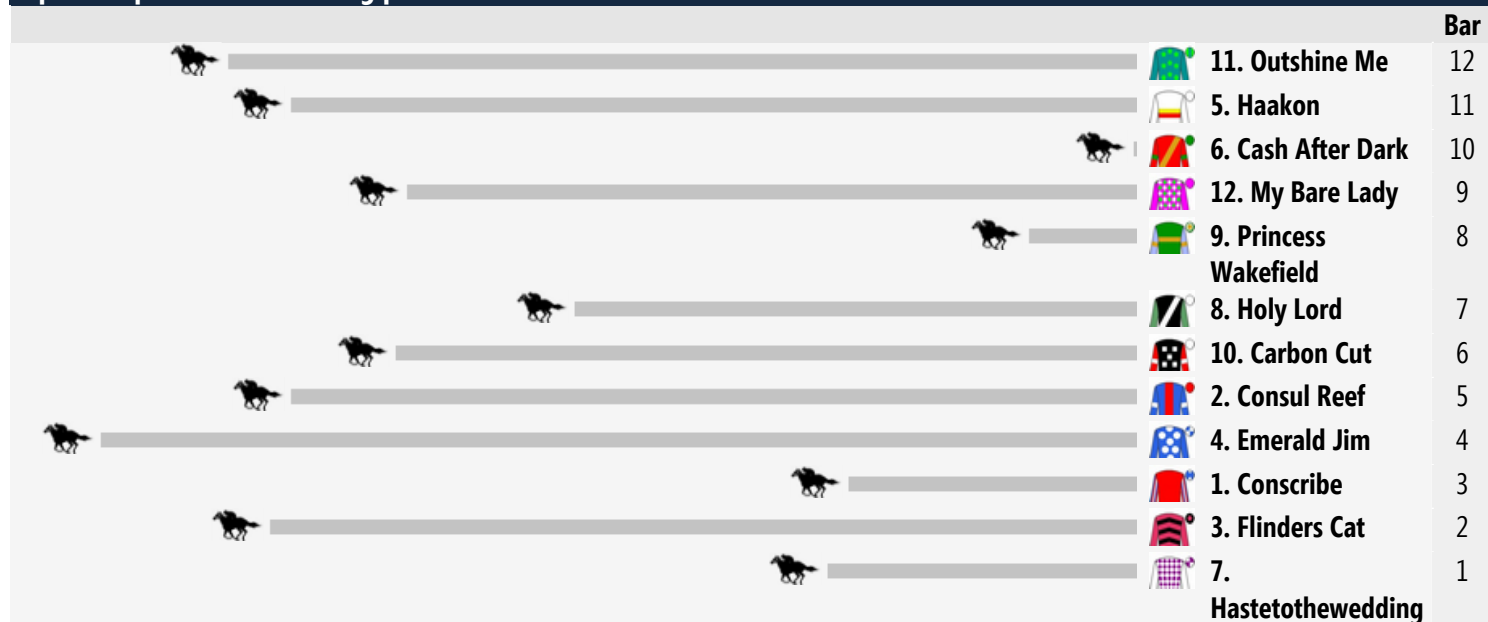 Bar
11. Outshine Me 12
5. Haakon 11
6. Cash After Dark 10
12. My Bare Lady 9
9. Princess 8
Wakefield
8. Holy Lord 7
10. Carbon Cut 6
2. Consul Reef 5
4. Emerald Jim 4
1. Conscribe 3
3. Flinders Cat 2
7. 1
Hastetothewedding